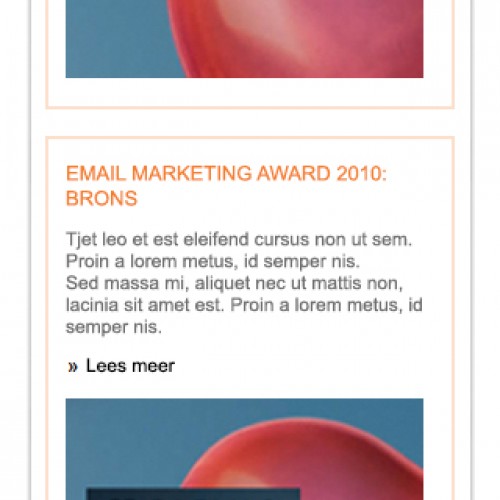 EMAIL MARKETING AWARD 2010:
BRONS
Tjet leo et est eleifend cursus non ut sem.
Proin a lorem metus, id semper nis.
Sed massa mi, aliquet nec ut mattis non,
lacinia sit amet est. Proin a lorem metus, id
semper nis.
» Lees meer